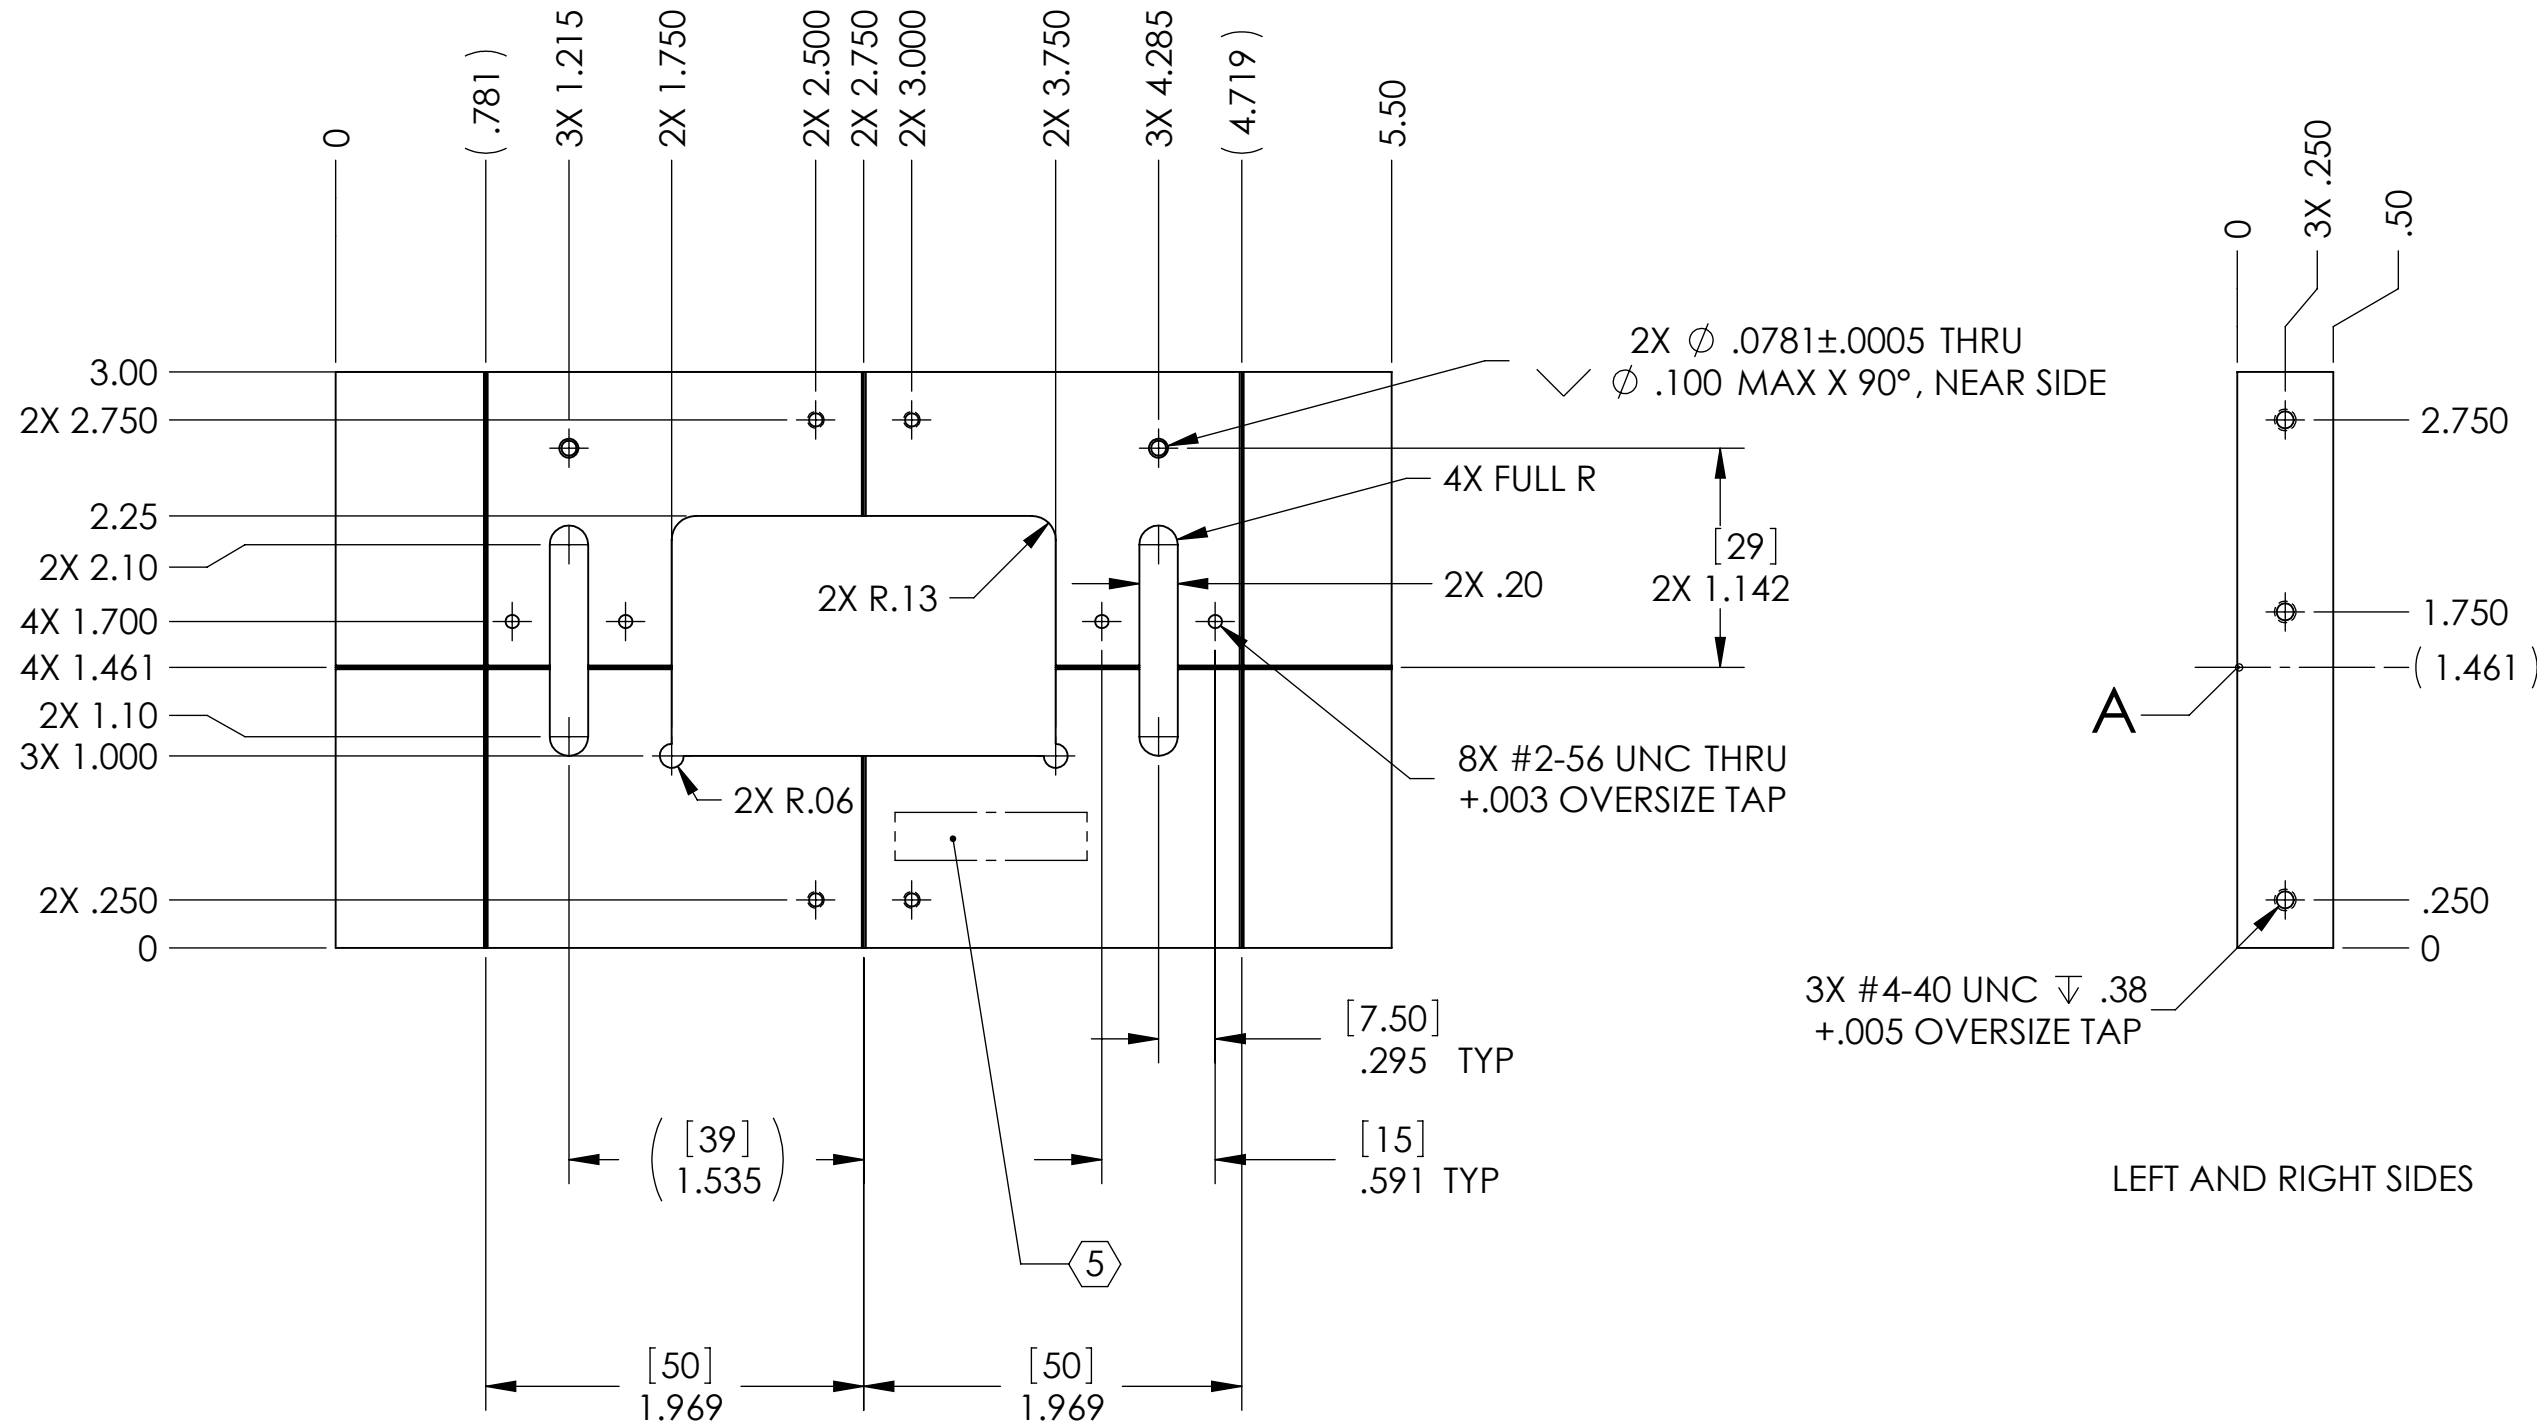 0
( .781 )
3X 1.215
2X 1.750
2X 2.500
2X 2.750
2X 3.000
2X 3.750
3X 4.285
( 4.719 )
5.50
3.00
2X 2.750
2.25
2X 2.10
4X 1.700
4X 1.461
2X 1.10
3X 1.000
2X .250
0
2X R.13
2X R.06
2X ∅ .0781±.0005 THRU
⌵ ∅ .100 MAX X 90°, NEAR SIDE
4X FULL R
2X .20
[29]
2X 1.142
8X #2-56 UNC THRU
+.003 OVERSIZE TAP
[7.50]
.295 TYP
[15]
.591 TYP
( [39]
1.535 )
5
[50]
1.969
[50]
1.969
0
3X .250
.50
2.750
1.750
( 1.461 )
A
.250
0
3X #4-40 UNC ↧ .38
+.005 OVERSIZE TAP
LEFT AND RIGHT SIDES